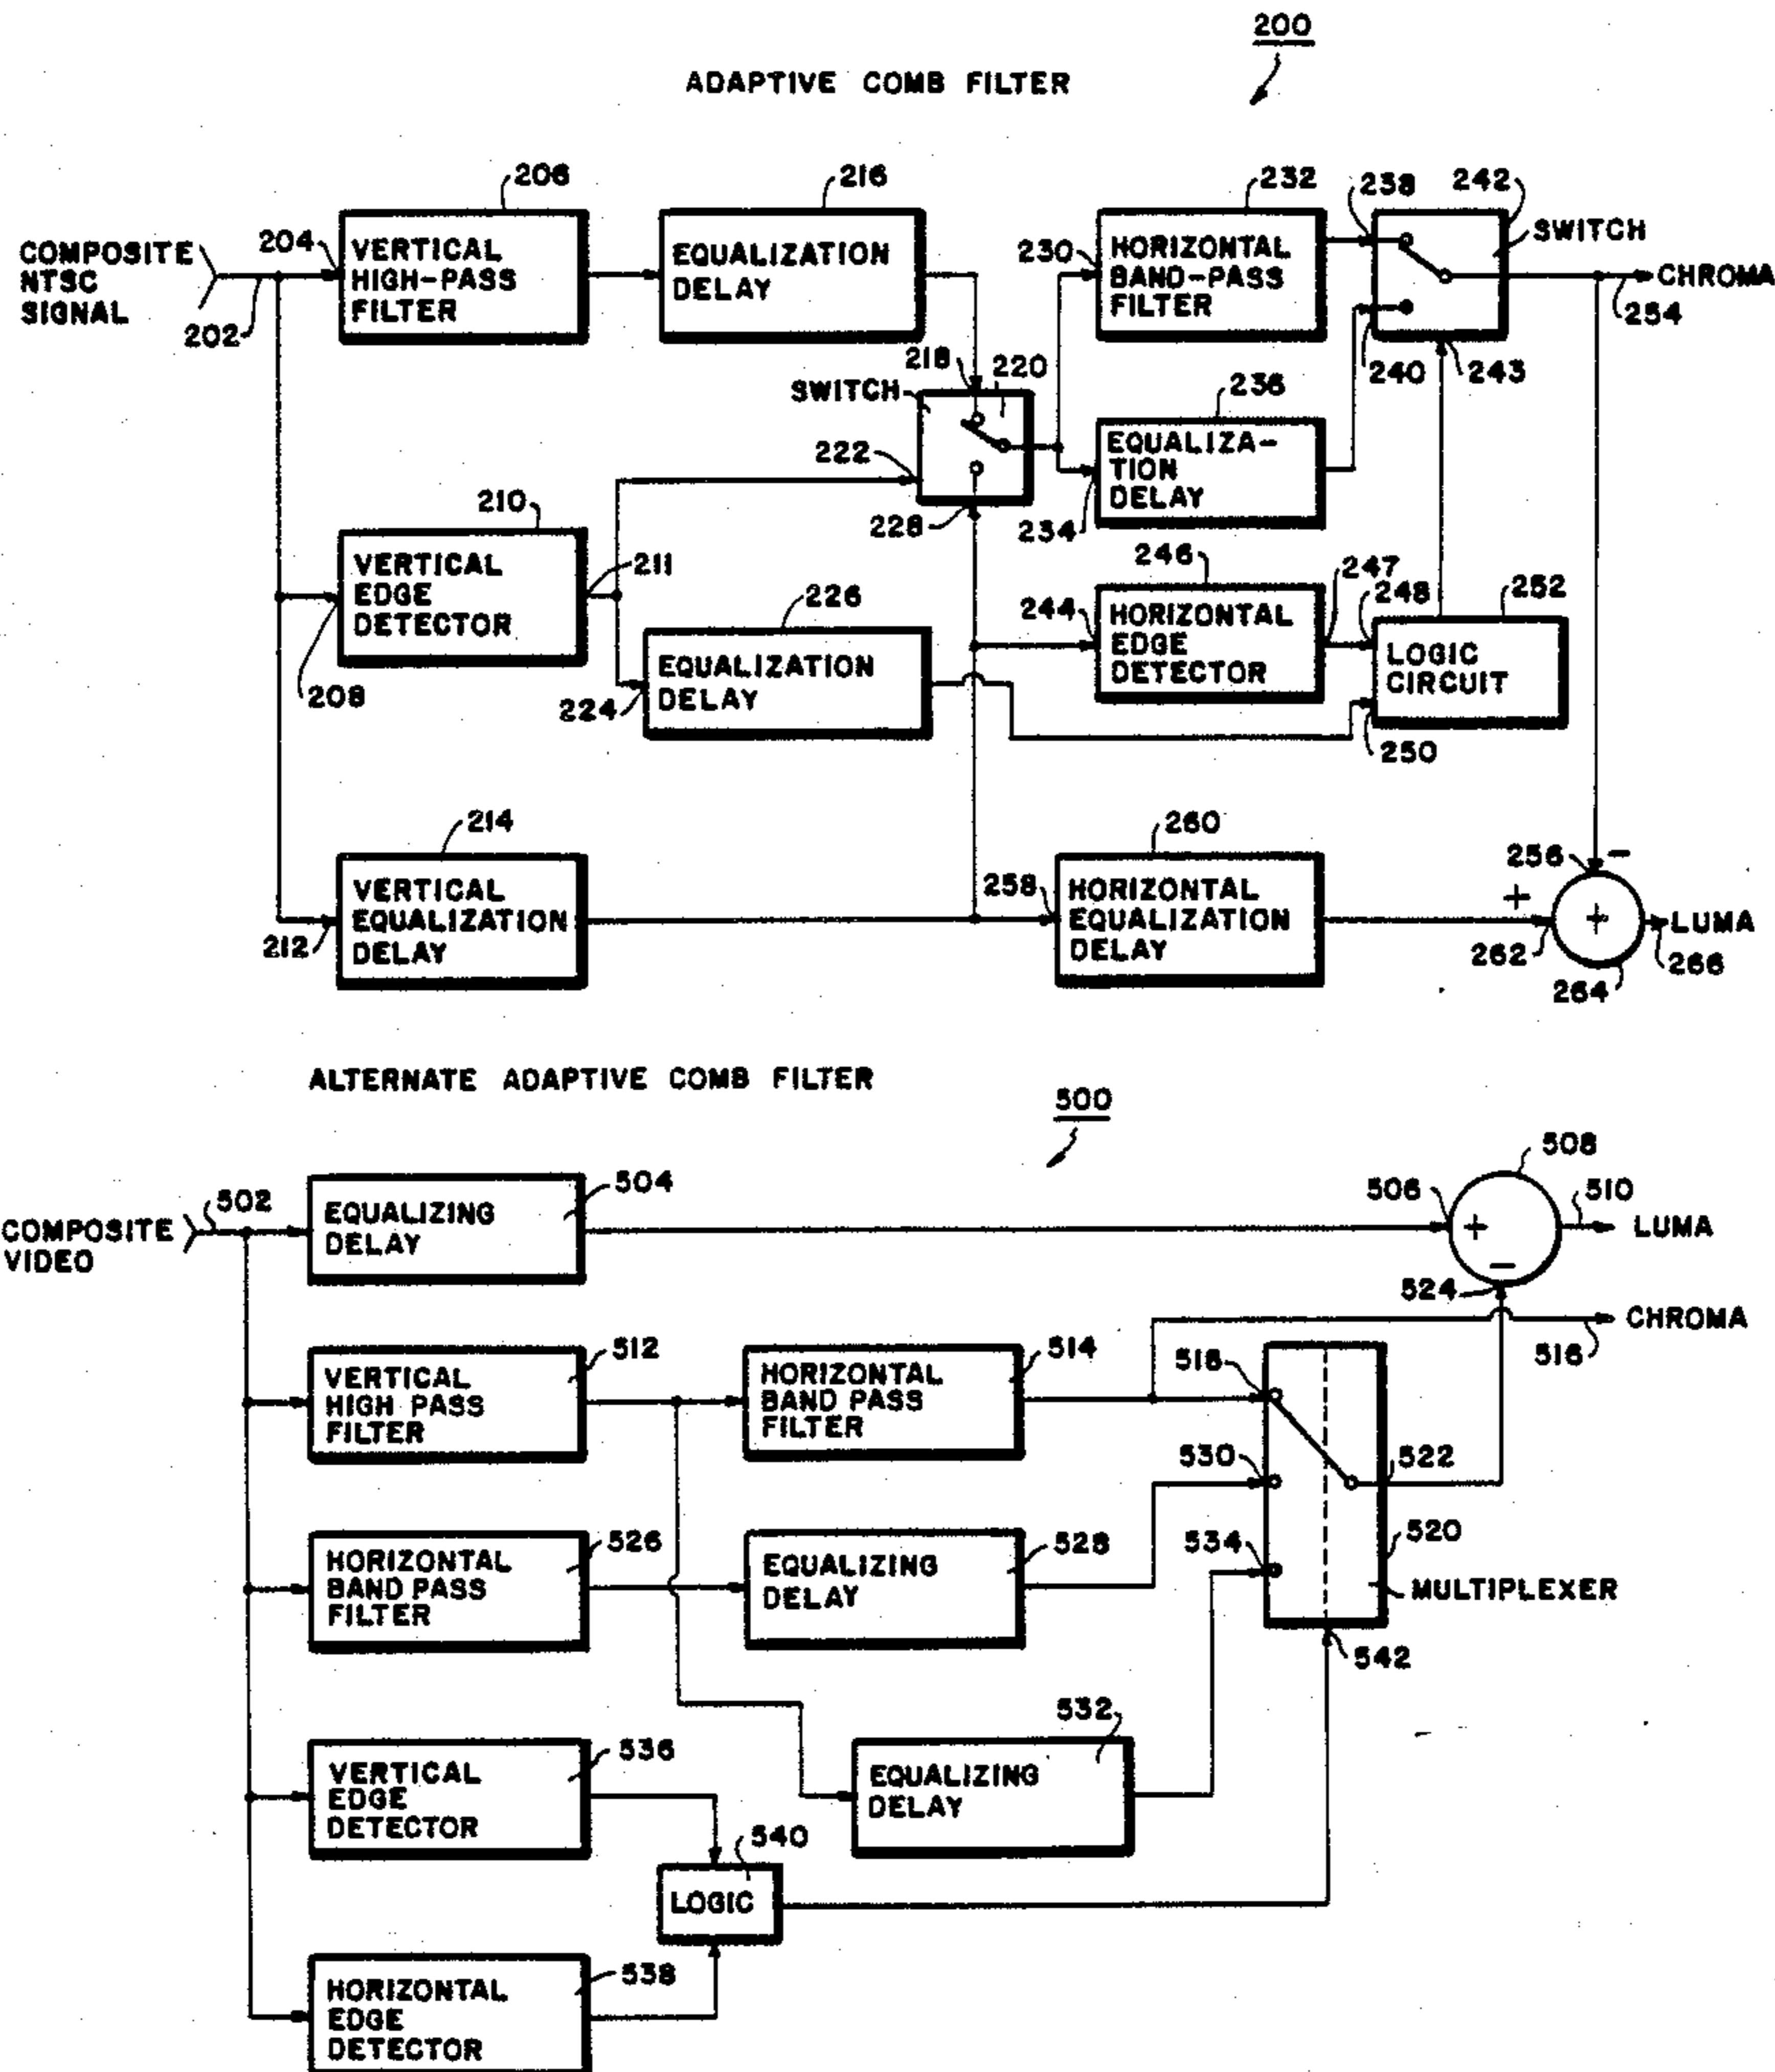 200
ADAPTIVE COMB FILTER
206
216
232
238
242
SWITCH
COMPOSITE
NTSC
SIGNAL
202
204
VERTICAL
HIGH-PASS
FILTER
EQUALIZATION
DELAY
230
HORIZONTAL
BAND-PASS
FILTER
CHROMA
254
240
243
218
220
SWITCH
222
228
236
EQUALIZA-
TION
DELAY
234
210
VERTICAL
EDGE
DETECTOR
211
208
226
224
EQUALIZATION
DELAY
246
247
248
252
244
HORIZONTAL
EDGE
DETECTOR
LOGIC
CIRCUIT
250
214
212
VERTICAL
EQUALIZATION
DELAY
260
258
HORIZONTAL
EQUALIZATION
DELAY
256
-
+
+
LUMA
262
266
264
ALTERNATE ADAPTIVE COMB FILTER
500
508
COMPOSITE
VIDEO
502
504
EQUALIZING
DELAY
506
+
-
510
LUMA
524
CHROMA
516
512
VERTICAL
HIGH PASS
FILTER
514
HORIZONTAL
BAND PASS
FILTER
518
530
522
534
520
MULTIPLEXER
542
526
HORIZONTAL
BAND PASS
FILTER
528
EQUALIZING
DELAY
532
EQUALIZING
DELAY
536
VERTICAL
EDGE
DETECTOR
540
LOGIC
538
HORIZONTAL
EDGE
DETECTOR